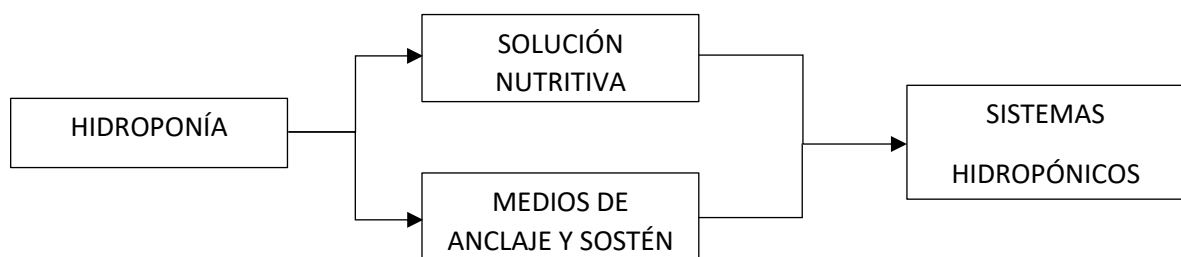 HIDROPONÍA
SOLUCIÓN
NUTRITIVA
MEDIOS DE
ANCLAJE Y SOSTÉN
SISTEMAS
HIDROPÓNICOS